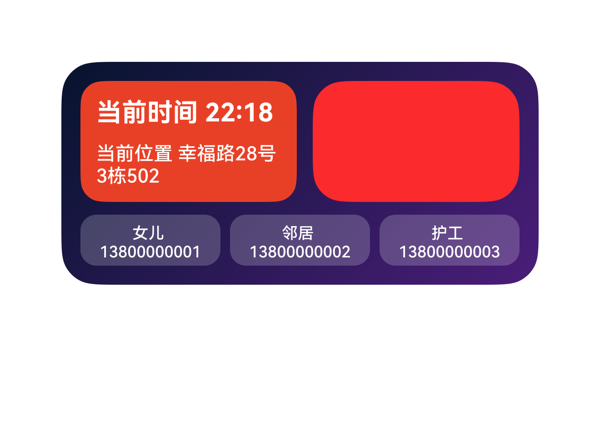 当前时间 22:18
当前位置 幸福路28号
3栋502
女儿
13800000001
邻居
13800000002
护工
13800000003